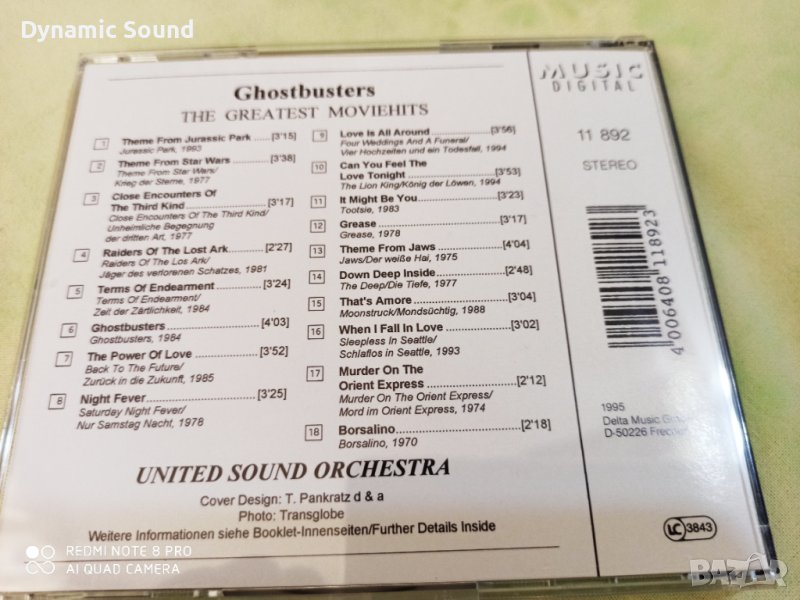 Dynamic Sound
Ghostbusters
THE GREATEST MOVIEHITS
1 Theme From Jurassic Park ..... [3'15]
Jurassic Park, 1993
2 Theme From Star Wars ........... [3'38]
Theme From Star Wars/
Krieg der Sterne, 1977
3 Close Encounters Of
The Third Kind ..................... [3'17]
Close Encounters Of The Third Kind/
Unheimliche Begegnung
der dritten Art, 1977
4 Raiders Of The Lost Ark ......... [2'27]
Raiders Of The Los Ark/
Jäger des verlorenen Schatzes, 1981
5 Terms Of Endearment ............. [3'24]
Terms Of Endearment/
Zeit der Zärtlichkeit, 1984
6 Ghostbusters ......................... [4'03]
Ghostbusters, 1984
7 The Power Of Love ................. [3'52]
Back To The Future/
Zurück in die Zukunft, 1985
8 Night Fever ............................ [3'25]
Saturday Night Fever/
Nur Samstag Nacht, 1978
9 Love Is All Around .................. [3'56]
Four Weddings And A Funeral/
Vier Hochzeiten und ein Todesfall, 1994
10 Can You Feel The
Love Tonight ......................... [3'53]
The Lion King/König der Löwen, 1994
11 It Might Be You ...................... [3'23]
Tootsie, 1983
12 Grease .................................. [3'17]
Grease, 1978
13 Theme From Jaws ................. [4'04]
Jaws/Der weiße Hai, 1975
14 Down Deep Inside ................. [2'48]
The Deep/Die Tiefe, 1977
15 That's Amore ......................... [3'04]
Moonstruck/Mondsüchtig, 1988
16 When I Fall In Love ................ [3'02]
Sleepless In Seattle/
Schlaflos in Seattle, 1993
17 Murder On The
Orient Express ...................... [2'12]
Murder On The Orient Express/
Mord im Orient Express, 1974
18 Borsalino ............................... [2'18]
Borsalino, 1970
UNITED SOUND ORCHESTRA
Cover Design: T. Pankratz d & a
Photo: Transglobe
Weitere Informationen siehe Booklet-Innenseiten/Further Details Inside
MUSIC
DIGITAL
11 892
STEREO
4 006408 118923
1995
Delta Music
D-50226
LC 3843
REDMI NOTE 8 PRO
AI QUAD CAMERA
BAZAR